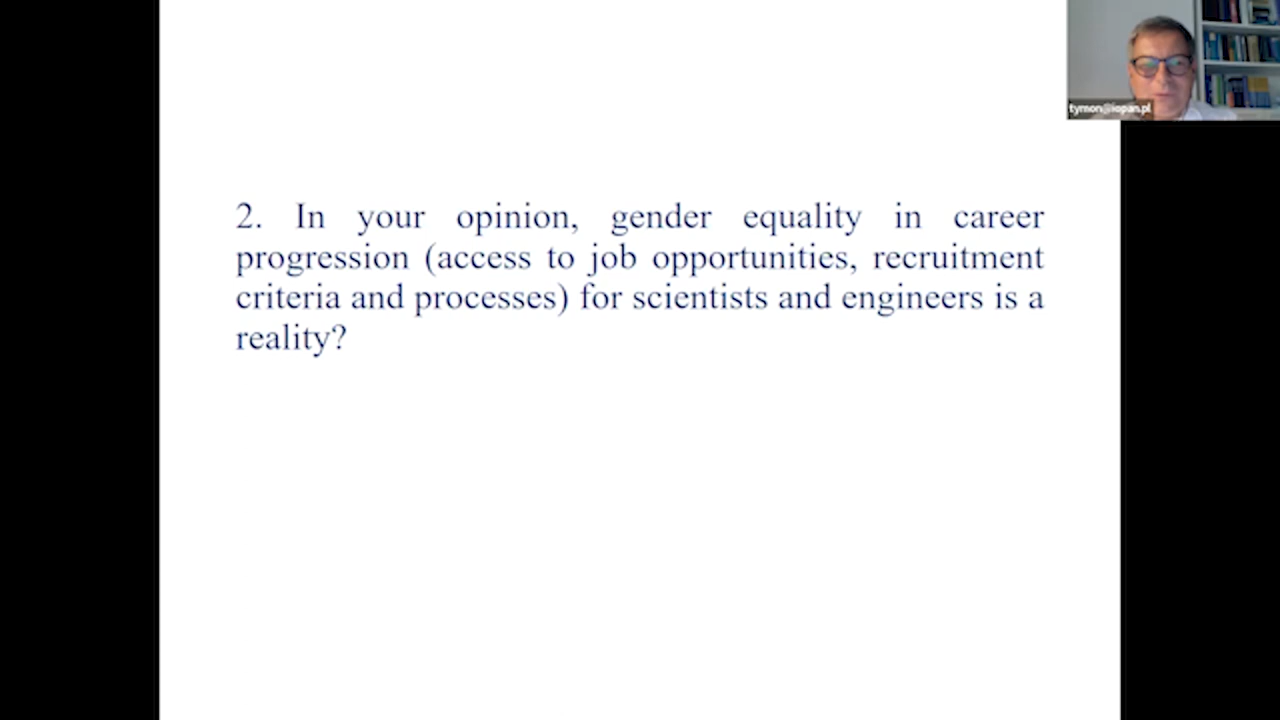 tymon@iopan.pl
2. In your opinion, gender equality in career
progression (access to job opportunities, recruitment
criteria and processes) for scientists and engineers is a
reality?